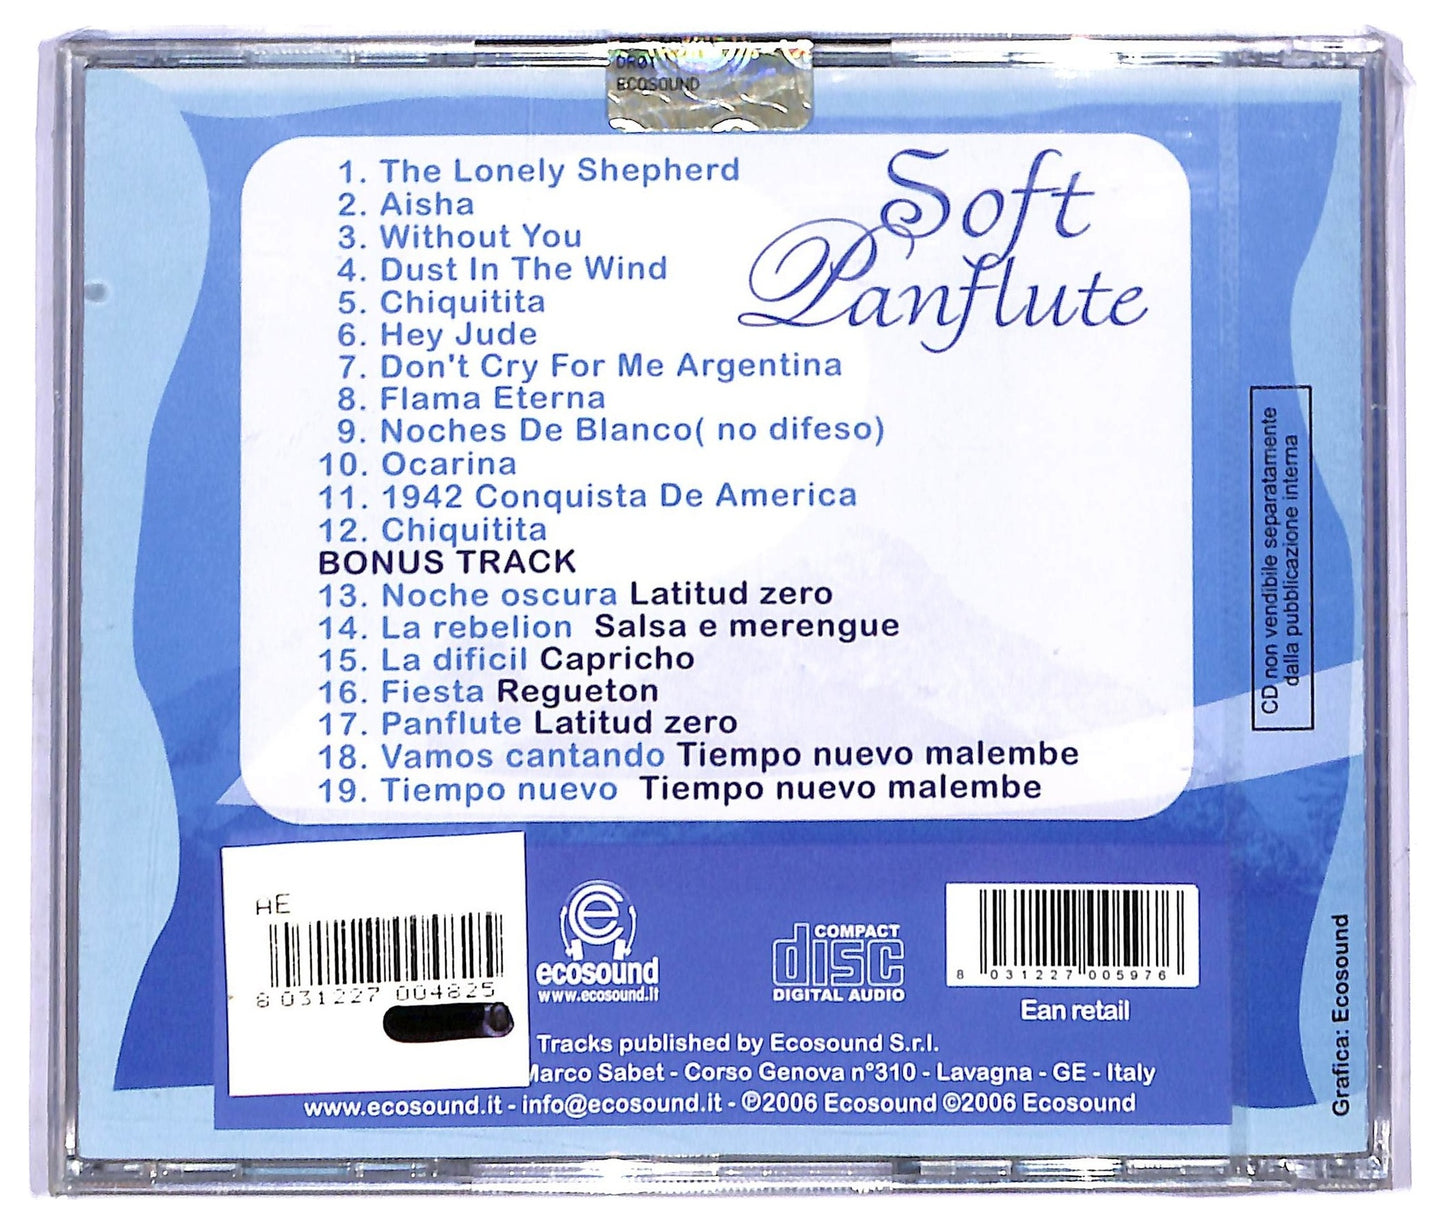 ECOSOUND
Soft
Panflute
1. The Lonely Shepherd
2. Aisha
3. Without You
4. Dust In The Wind
5. Chiquitita
6. Hey Jude
7. Don't Cry For Me Argentina
8. Flama Eterna
9. Noches De Blanco( no difeso)
10. Ocarina
11. 1942 Conquista De America
12. Chiquitita
BONUS TRACK
13. Noche oscura Latitud zero
14. La rebelion Salsa e merengue
15. La dificil Capricho
16. Fiesta Regueton
17. Panflute Latitud zero
18. Vamos cantando Tiempo nuevo malembe
19. Tiempo nuevo Tiempo nuevo malembe
CD non vendibile separatamente
dalla pubblicazione interna
Grafica: Ecosound
HE
8 031227 004825
e
ecosound
www.ecosound.it
COMPACT
disc
DIGITAL AUDIO
8 031227 005976
Ean retail
Tracks published by Ecosound S.r.l.
Marco Sabet - Corso Genova n°310 - Lavagna - GE - Italy
www.ecosound.it - info@ecosound.it - ℗2006 Ecosound ©2006 Ecosound